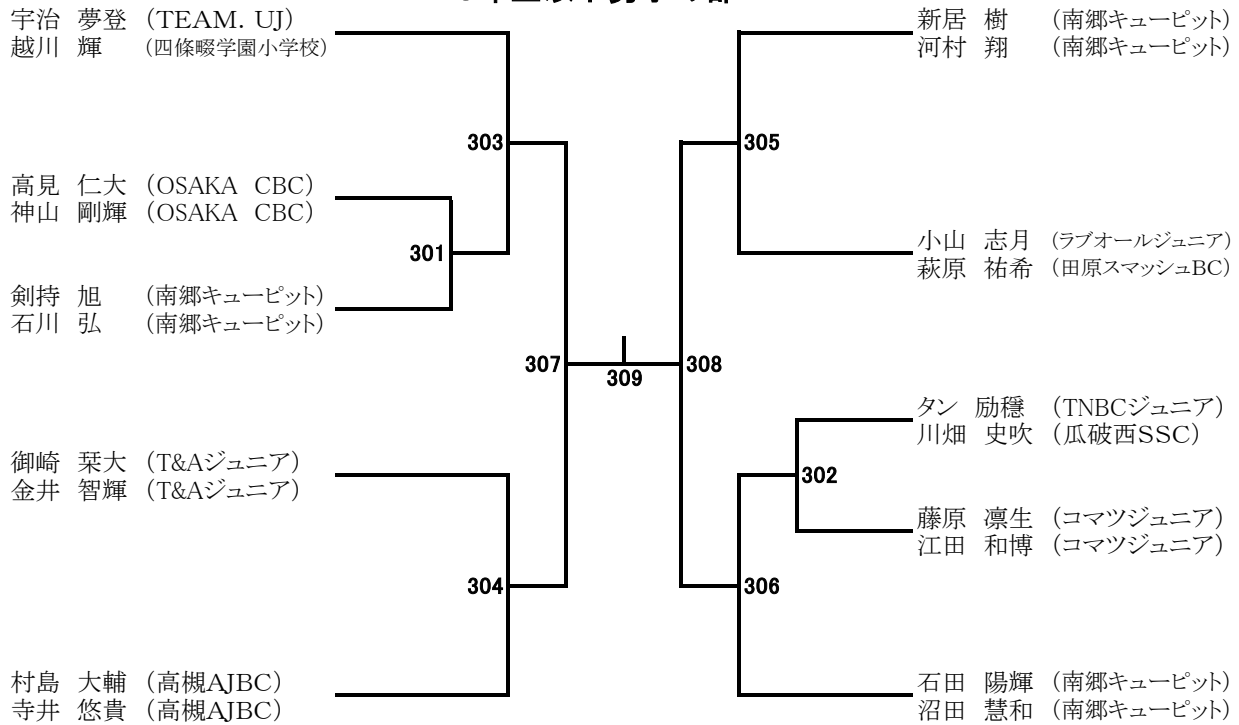 宇治 夢登 (TEAM. UJ)
越川 輝 (四條畷学園小学校)
303
高見 仁大 (OSAKA CBC)
神山 剛輝 (OSAKA CBC)
301
剣持 旭 (南郷キューピット)
石川 弘 (南郷キューピット)
307
309
御崎 栞大 (T&Aジュニア)
金井 智輝 (T&Aジュニア)
304
村島 大輔 (高槻AJBC)
寺井 悠貴 (高槻AJBC)
新居 樹 (南郷キューピット)
河村 翔 (南郷キューピット)
305
小山 志月 (ラブオールジュニア)
萩原 祐希 (田原スマッシュBC)
308
タン 励穏 (TNBCジュニア)
川畑 史吹 (瓜破西SSC)
302
藤原 凛生 (コマツジュニア)
江田 和博 (コマツジュニア)
306
石田 陽輝 (南郷キューピット)
沼田 慧和 (南郷キューピット)